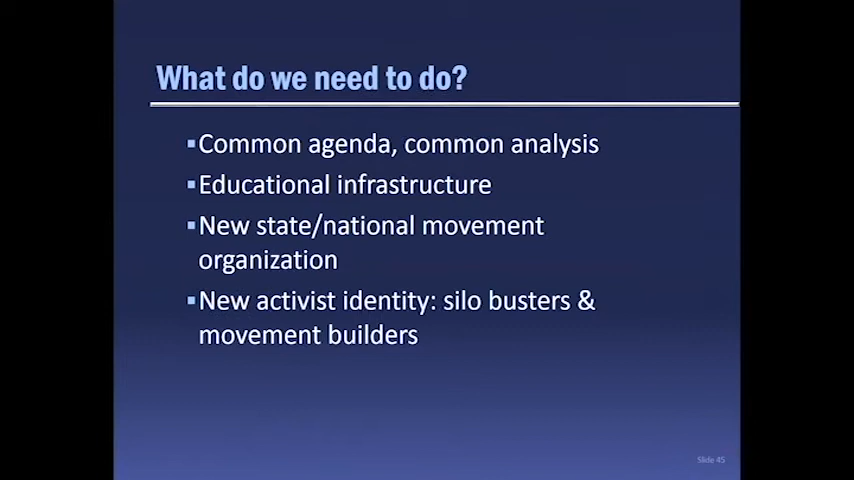 What do we need to do?
▪Common agenda, common analysis
▪Educational infrastructure
▪New state/national movement
organization
▪New activist identity: silo busters &
movement builders
Slide 45